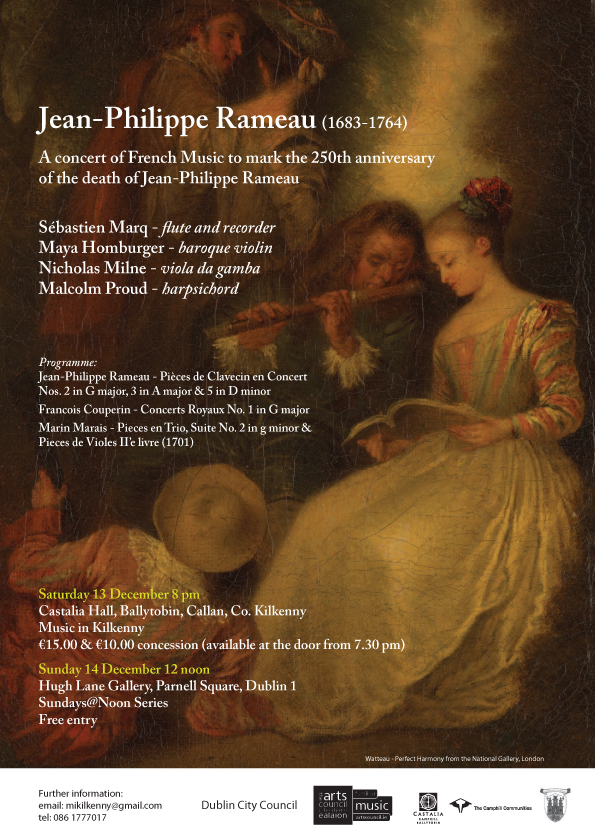 Jean-Philippe Rameau (1683-1764)
A concert of French Music to mark the 250th anniversary
of the death of Jean-Philippe Rameau
Sébastien Marq - flute and recorder
Maya Homburger - baroque violin
Nicholas Milne - viola da gamba
Malcolm Proud - harpsichord
Programme:
Jean-Philippe Rameau - Pièces de Clavecin en Concert
Nos. 2 in G major, 3 in A major & 5 in D minor
Francois Couperin - Concerts Royaux No. 1 in G major
Marin Marais - Pieces en Trio, Suite No. 2 in g minor &
Pieces de Violes II'e livre (1701)
Saturday 13 December 8 pm
Castalia Hall, Ballytobin, Callan, Co. Kilkenny
Music in Kilkenny
€15.00 & €10.00 concession (available at the door from 7.30 pm)
Sunday 14 December 12 noon
Hugh Lane Gallery, Parnell Square, Dublin 1
Sundays@Noon Series
Free entry
Watteau - Perfect Harmony from the National Gallery, London
Further information:
email: mikilkenny@gmail.com
tel: 086 1777017
Dublin City Council
arts
council
ealaíon
music
artscouncil.ie
CASTALIA
CAMPHILL
BALLYTOBIN
The Camphill Communities